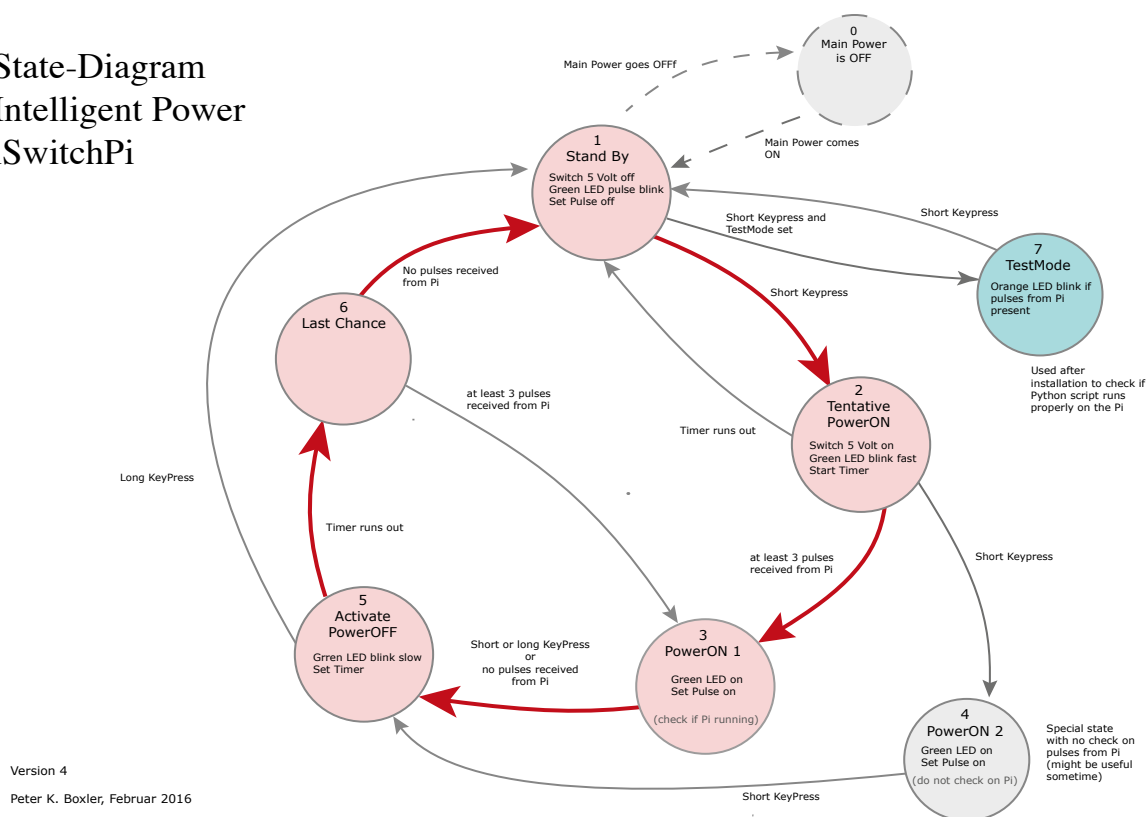 State-Diagram
Intelligent Power
SwitchPi
0
Main Power
is OFF
Main Power goes OFFf
Main Power comes
ON
1
Stand By
Switch 5 Volt off
Green LED pulse blink
Set Pulse off
Short Keypress
Short Keypress and
TestMode set
7
TestMode
Orange LED blink if
pulses from Pi
present
Used after
installation to check if
Python script runs
properly on the Pi
No pulses received
from Pi
Short Keypress
6
Last Chance
at least 3 pulses
received from Pi
2
Tentative
PowerON
Switch 5 Volt on
Green LED blink fast
Start Timer
Timer runs out
Long KeyPress
Timer runs out
at least 3 pulses
received from Pi
Short Keypress
5
Activate
PowerOFF
Grren LED blink slow
Set Timer
Short or long KeyPress
or
no pulses received
from Pi
3
PowerON 1
Green LED on
Set Pulse on
(check if Pi running)
4
PowerON 2
Green LED on
Set Pulse on
(do not check on Pi)
Special state
with no check on
pulses from Pi
(might be useful
sometime)
Short KeyPress
Version 4
Peter K. Boxler, Februar 2016